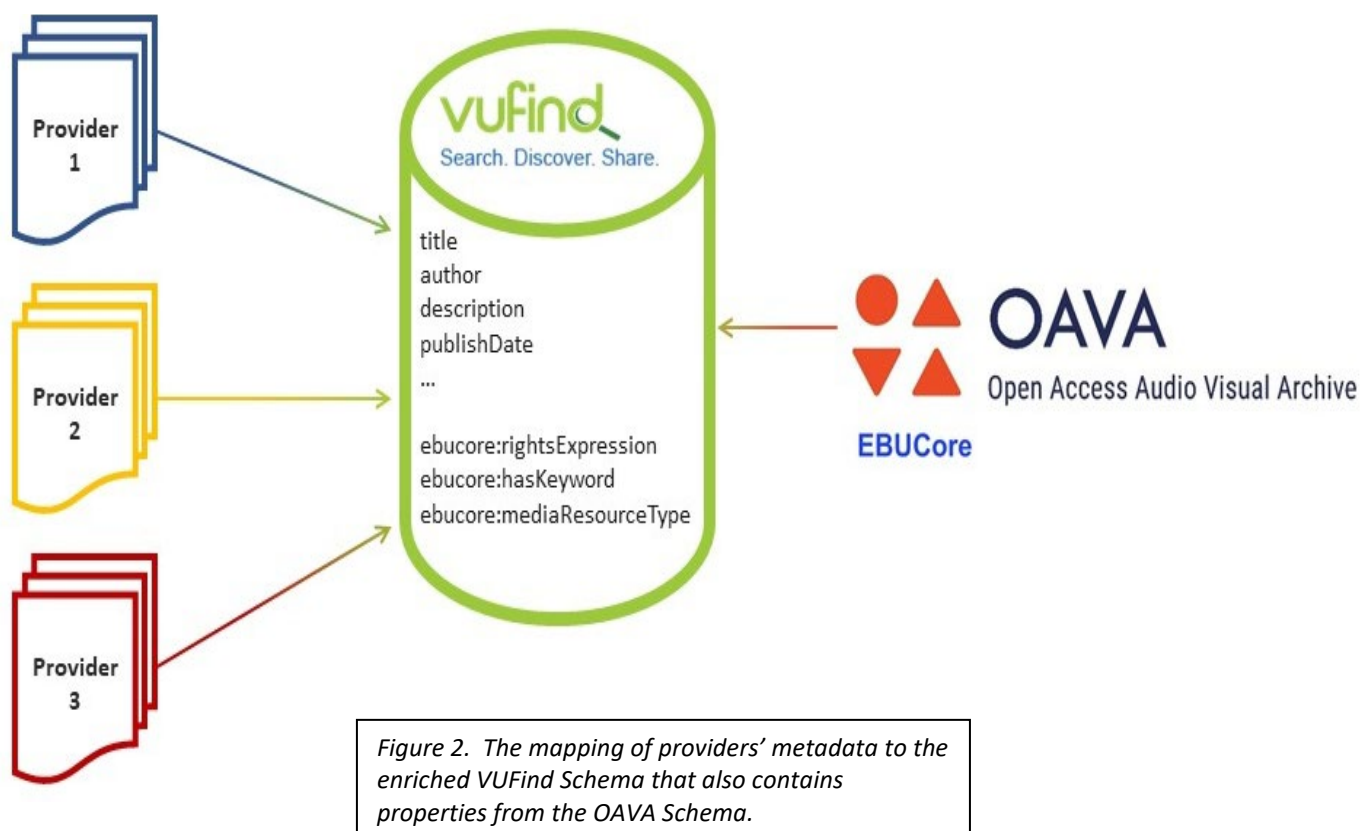 Provider
1
Provider
2
Provider
3
vufind
Search. Discover. Share.
title
author
description
publishDate
...
ebucore:rightsExpression
ebucore:hasKeyword
ebucore:mediaResourceType
OAVA
Open Access Audio Visual Archive
EBUCore
Figure 2. The mapping of providers’ metadata to the
enriched VUFind Schema that also contains
properties from the OAVA Schema.